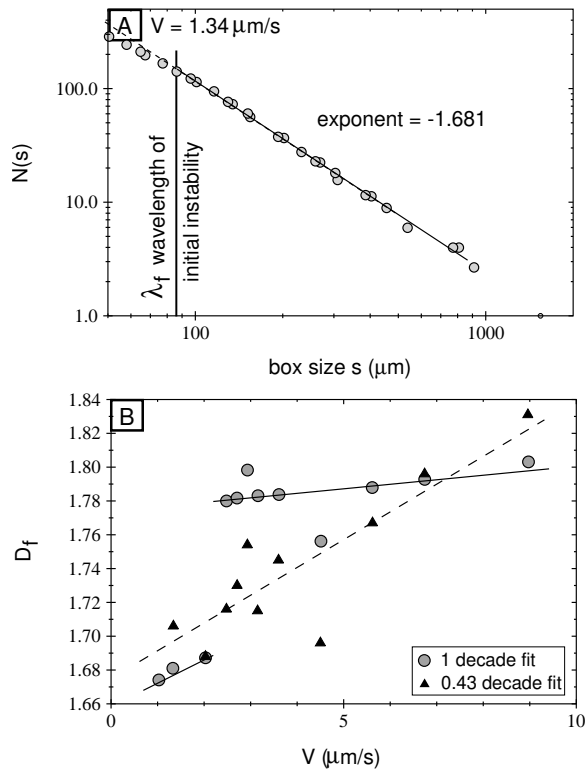 A
V = 1.34 μm/s
100.0
10.0
1.0
N(s)
exponent = -1.681
λf wavelength of
initial instability
100
1000
box size s (μm)
B
1.84
1.82
1.80
1.78
1.76
1.74
1.72
1.70
1.68
1.66
Df
1 decade fit
0.43 decade fit
0
5
10
V (μm/s)